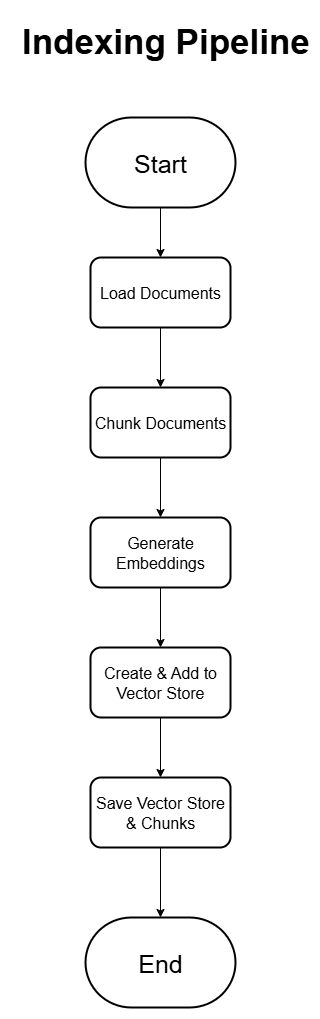 Indexing Pipeline
Start
Load Documents
Chunk Documents
Generate
Embeddings
Create & Add to
Vector Store
Save Vector Store
& Chunks
End